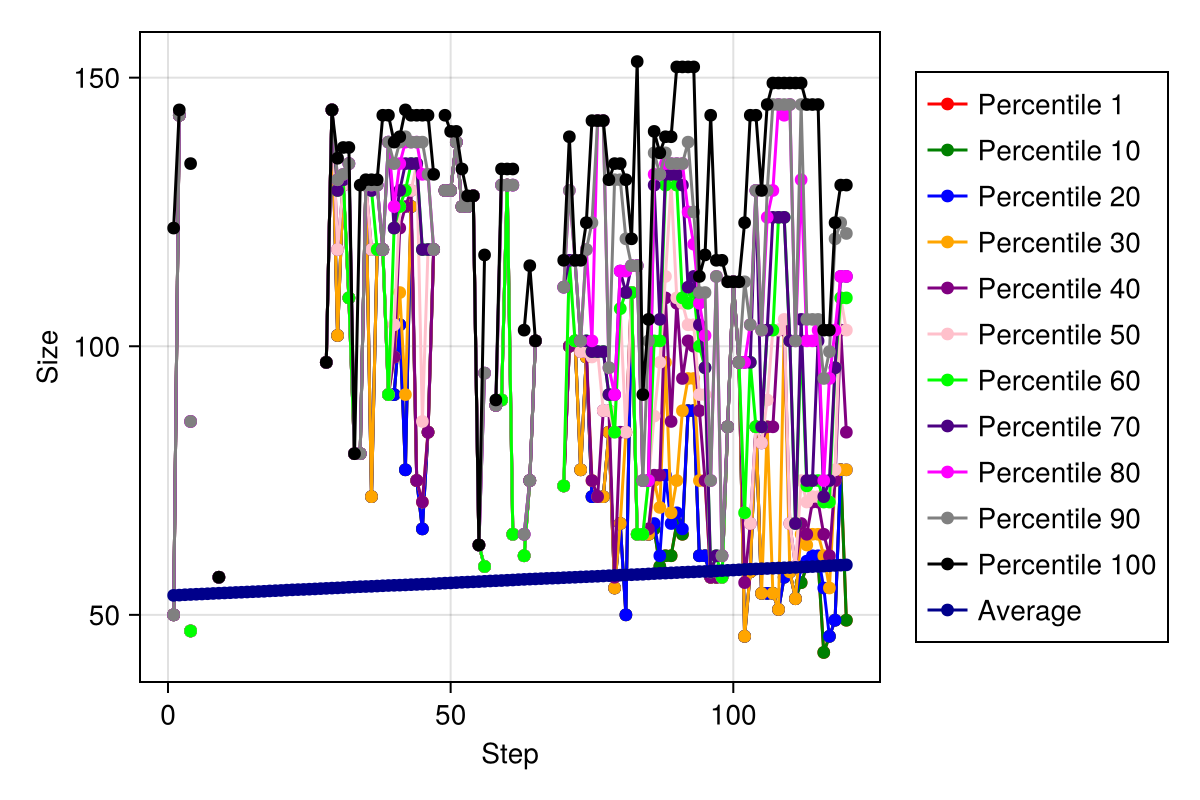 150
100
50
Size
0
50
100
Step
Percentile 1
Percentile 10
Percentile 20
Percentile 30
Percentile 40
Percentile 50
Percentile 60
Percentile 70
Percentile 80
Percentile 90
Percentile 100
Average